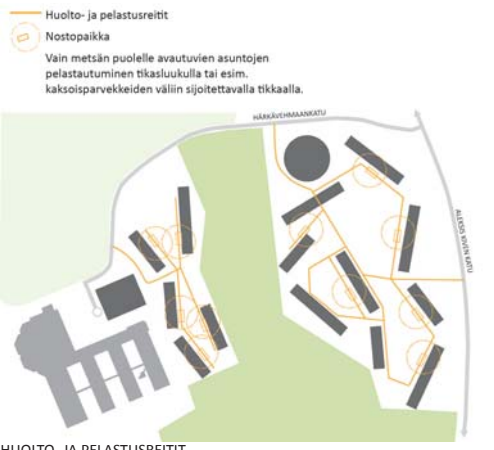 Huolto- ja pelastusreitit
Nostopaikka
Vain metsän puolelle avautuvien asuntojen
pelastautuminen tikasluukulla tai esim.
kaksoisparvekkeiden väliin sijoitettavalla tikkaalla.
HÄRKÄVEHMAANKATU
ALEKSIS KIVEN KATU
HUOLTO- JA PELASTUSREITIT